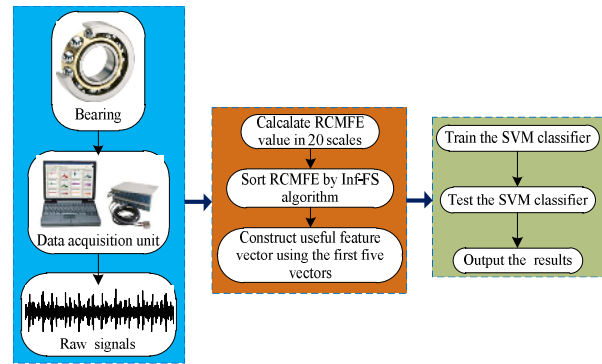 Bearing
Data acquisition unit
Raw signals
Calcalate RCMFE
value in 20 scales
Sort RCMFE by Inf-FS
algorithm
Construct useful feature
vector using the first five
vectors
Train the SVM classifier
Test the SVM classifier
Output the results